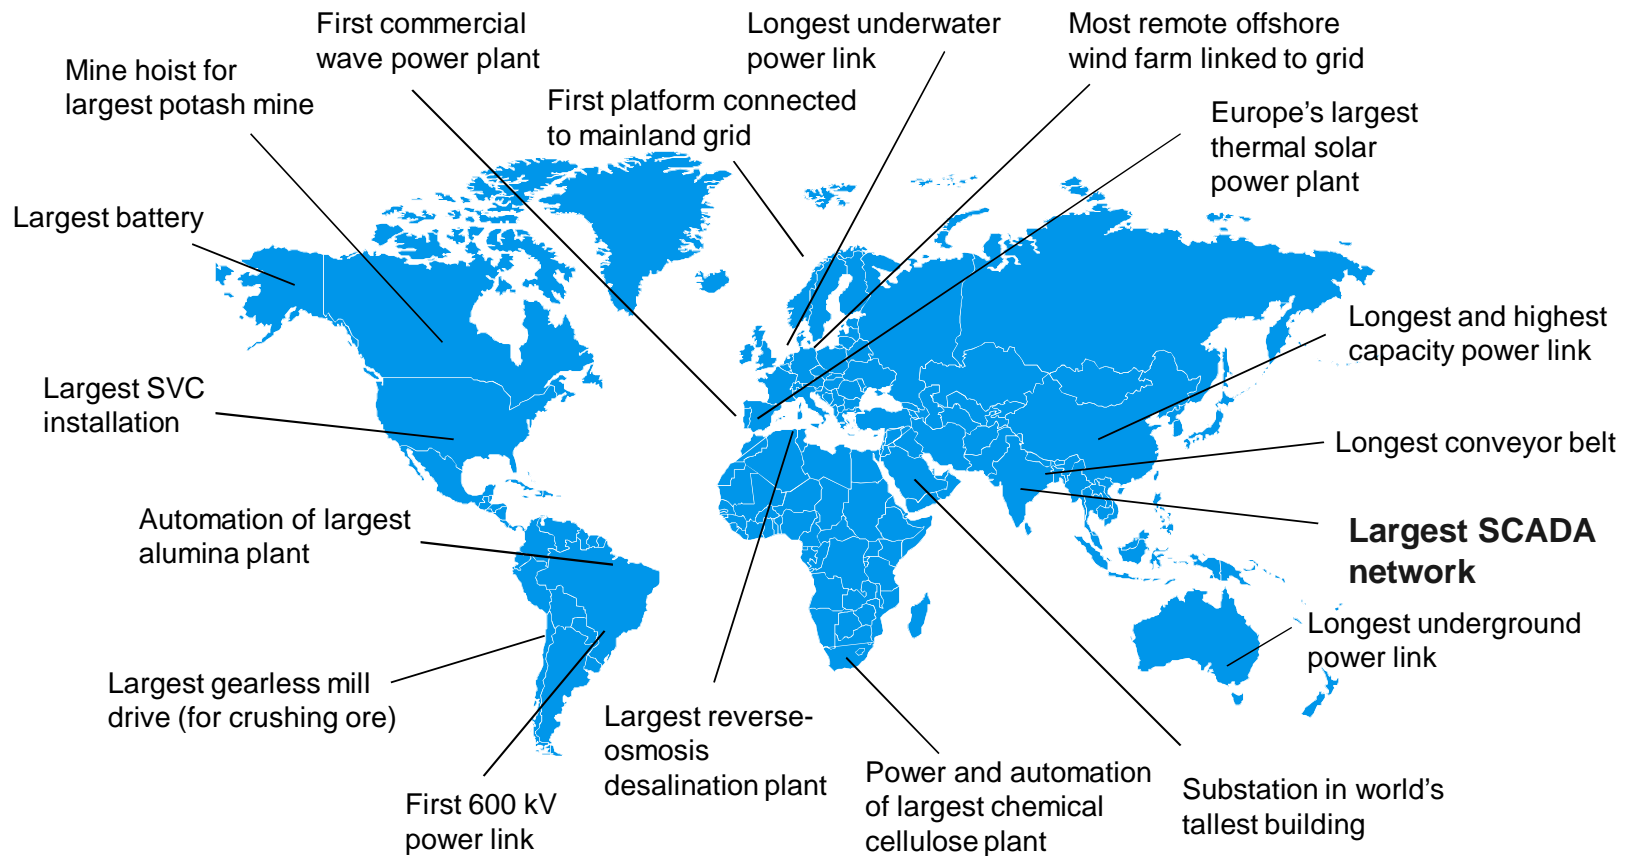 First commercial
wave power plant
Longest underwater
power link
Most remote offshore
wind farm linked to grid
Mine hoist for
largest potash mine
First platform connected
to mainland grid
Europe’s largest
thermal solar
power plant
Largest battery
Longest and highest
capacity power link
Largest SVC
installation
Longest conveyor belt
Automation of largest
alumina plant
Largest SCADA
network
Longest underground
power link
Largest gearless mill
drive (for crushing ore)
Largest reverse-
osmosis
desalination plant
First 600 kV
power link
Power and automation
of largest chemical
cellulose plant
Substation in world’s
tallest building